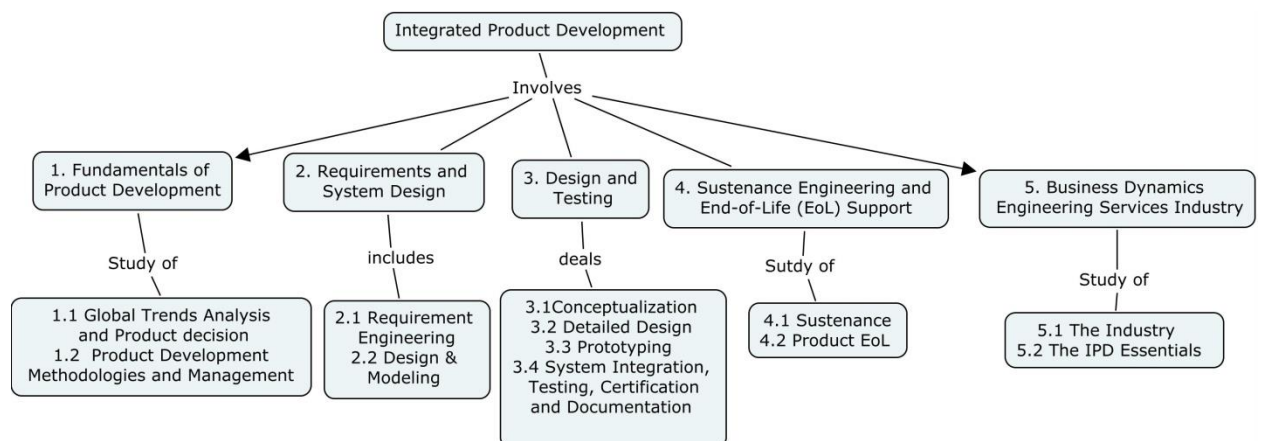 Integrated Product Development
Involves
1. Fundamentals of
Product Development
2. Requirements and
System Design
3. Design and
Testing
4. Sustenance Engineering and
End-of-Life (EoL) Support
5. Business Dynamics
Engineering Services Industry
Study of
includes
deals
Sutdy of
Study of
1.1 Global Trends Analysis
and Product decision
1.2 Product Development
Methodologies and Management
2.1 Requirement
Engineering
2.2 Design &
Modeling
3.1Conceptualization
3.2 Detailed Design
3.3 Prototyping
3.4 System Integration,
Testing, Certification
and Documentation
4.1 Sustenance
4.2 Product EoL
5.1 The Industry
5.2 The IPD Essentials